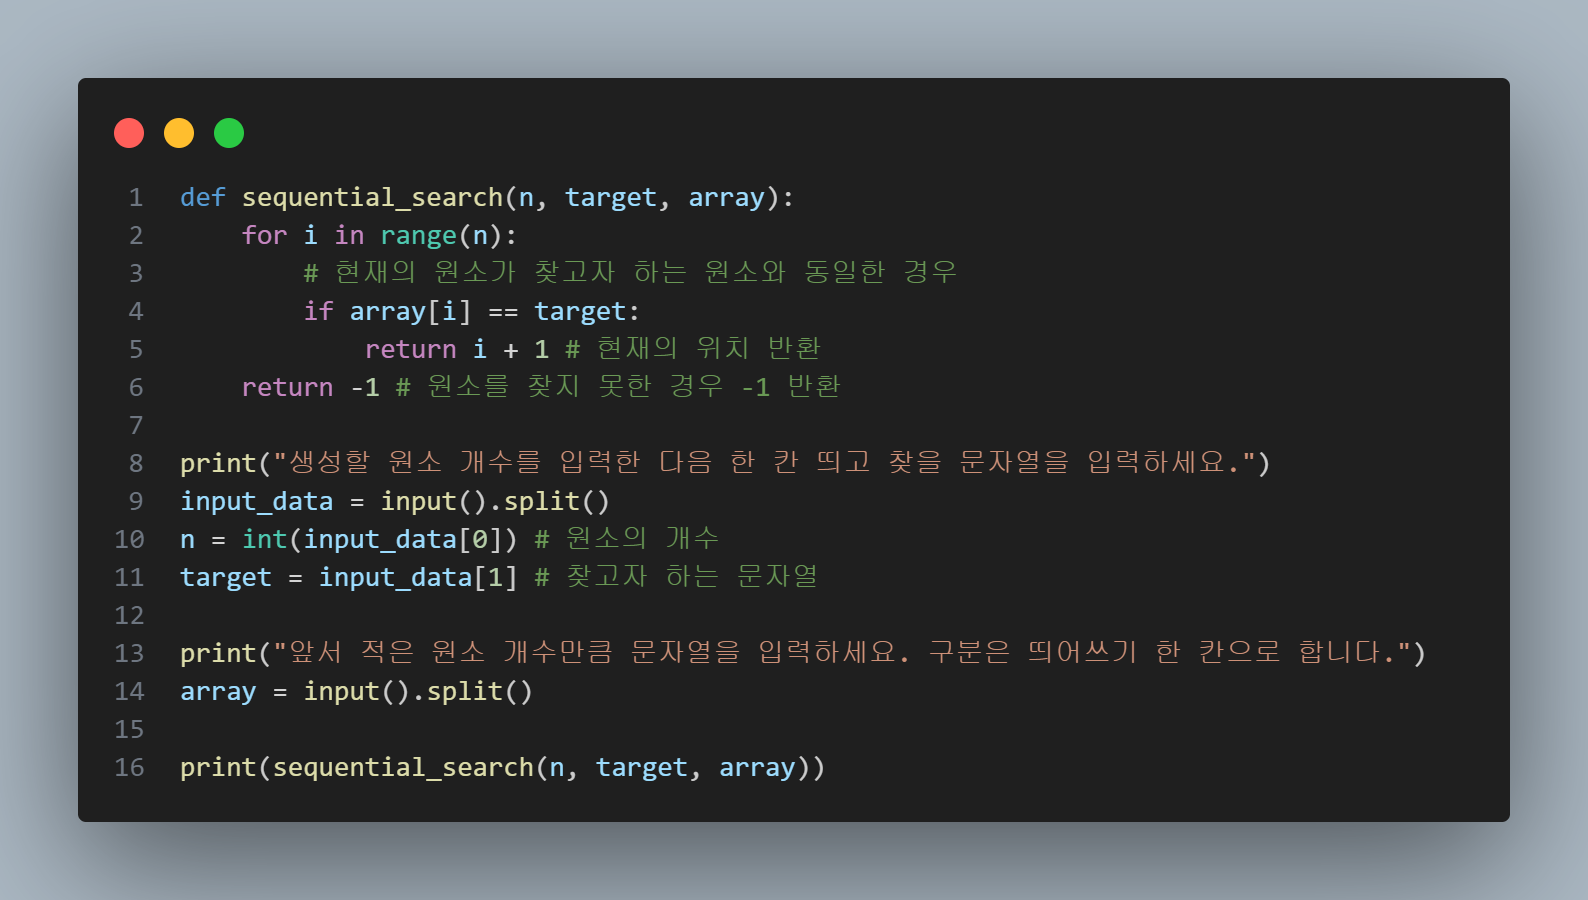 1 def sequential_search(n, target, array):
2     for i in range(n):
3         # 현재의 원소가 찾고자 하는 원소와 동일한 경우
4         if array[i] == target:
5             return i + 1 # 현재의 위치 반환
6     return -1 # 원소를 찾지 못한 경우 -1 반환
7
8 print("생성할 원소 개수를 입력한 다음 한 칸 띄고 찾을 문자열을 입력하세요.")
9 input_data = input().split()
10 n = int(input_data[0]) # 원소의 개수
11 target = input_data[1] # 찾고자 하는 문자열
12
13 print("앞서 적은 원소 개수만큼 문자열을 입력하세요. 구분은 띄어쓰기 한 칸으로 합니다.")
14 array = input().split()
15
16 print(sequential_search(n, target, array))